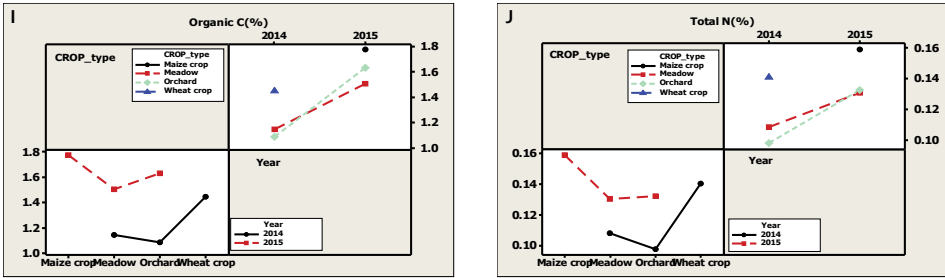 I
Organic C(%)
2014 2015
CROP_type
CROP_type
Maize crop
Meadow
Orchard
Wheat crop
1.8
1.6
1.4
1.2
1.0
1.8
1.6
1.4
1.2
1.0
Year
Year
2014
2015
Maize crop Meadow Orchard Wheat crop
J
Total N(%)
2014 2015
CROP_type
CROP_type
Maize crop
Meadow
Orchard
Wheat crop
0.16
0.14
0.12
0.10
0.16
0.14
0.12
0.10
Year
Year
2014
2015
Maize crop Meadow Orchard Wheat crop